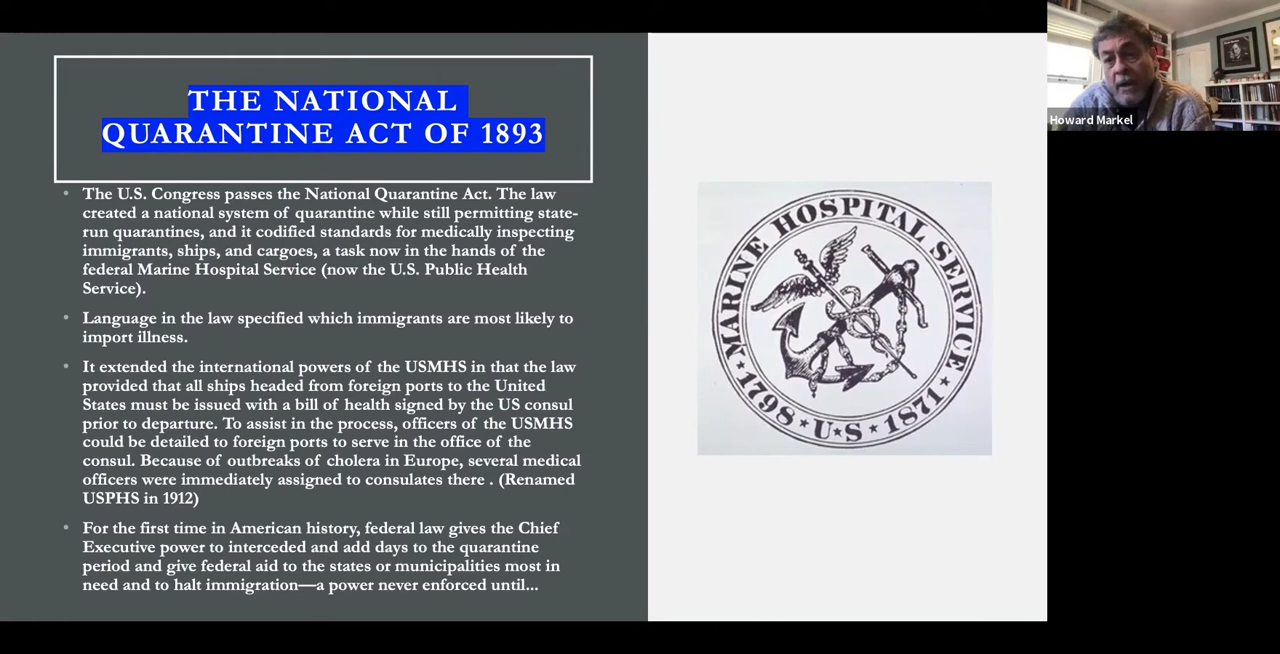 THE NATIONAL
QUARANTINE ACT OF 1893
• The U.S. Congress passes the National Quarantine Act. The law
created a national system of quarantine while still permitting state-
run quarantines, and it codified standards for medically inspecting
immigrants, ships, and cargoes, a task now in the hands of the
federal Marine Hospital Service (now the U.S. Public Health
Service).
• Language in the law specified which immigrants are most likely to
import illness.
• It extended the international powers of the USMHS in that the law
provided that all ships headed from foreign ports to the United
States must be issued with a bill of health signed by the US consul
prior to departure. To assist in the process, officers of the USMHS
could be detailed to foreign ports to serve in the office of the
consul. Because of outbreaks of cholera in Europe, several medical
officers were immediately assigned to consulates there . (Renamed
USPHS in 1912)
• For the first time in American history, federal law gives the Chief
Executive power to interceded and add days to the quarantine
period and give federal aid to the states or municipalities most in
need and to halt immigration—a power never enforced until...
MARINE HOSPITAL SERVICE
★ 1798 ★ U★S ★ 1871 ★
Howard Markel